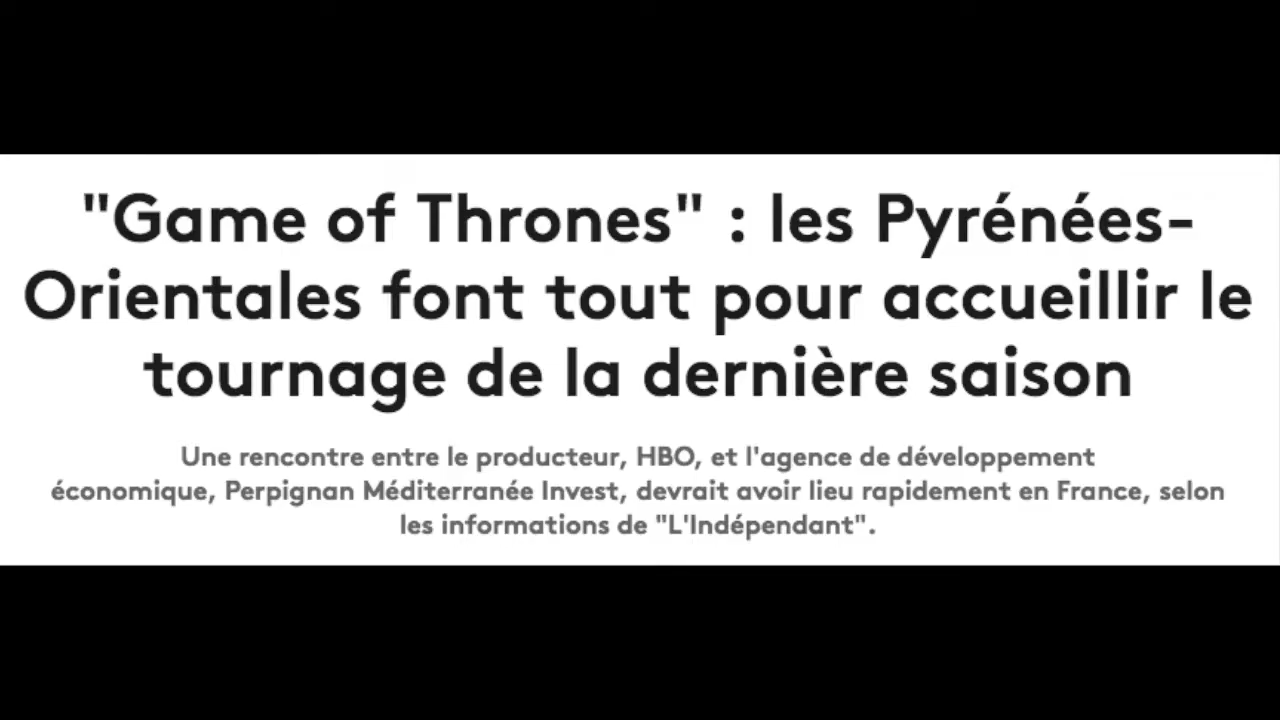 "Game of Thrones" : les Pyrénées-
Orientales font tout pour accueillir le
tournage de la dernière saison
Une rencontre entre le producteur, HBO, et l'agence de développement
économique, Perpignan Méditerranée Invest, devrait avoir lieu rapidement en France, selon
les informations de "L'Indépendant".